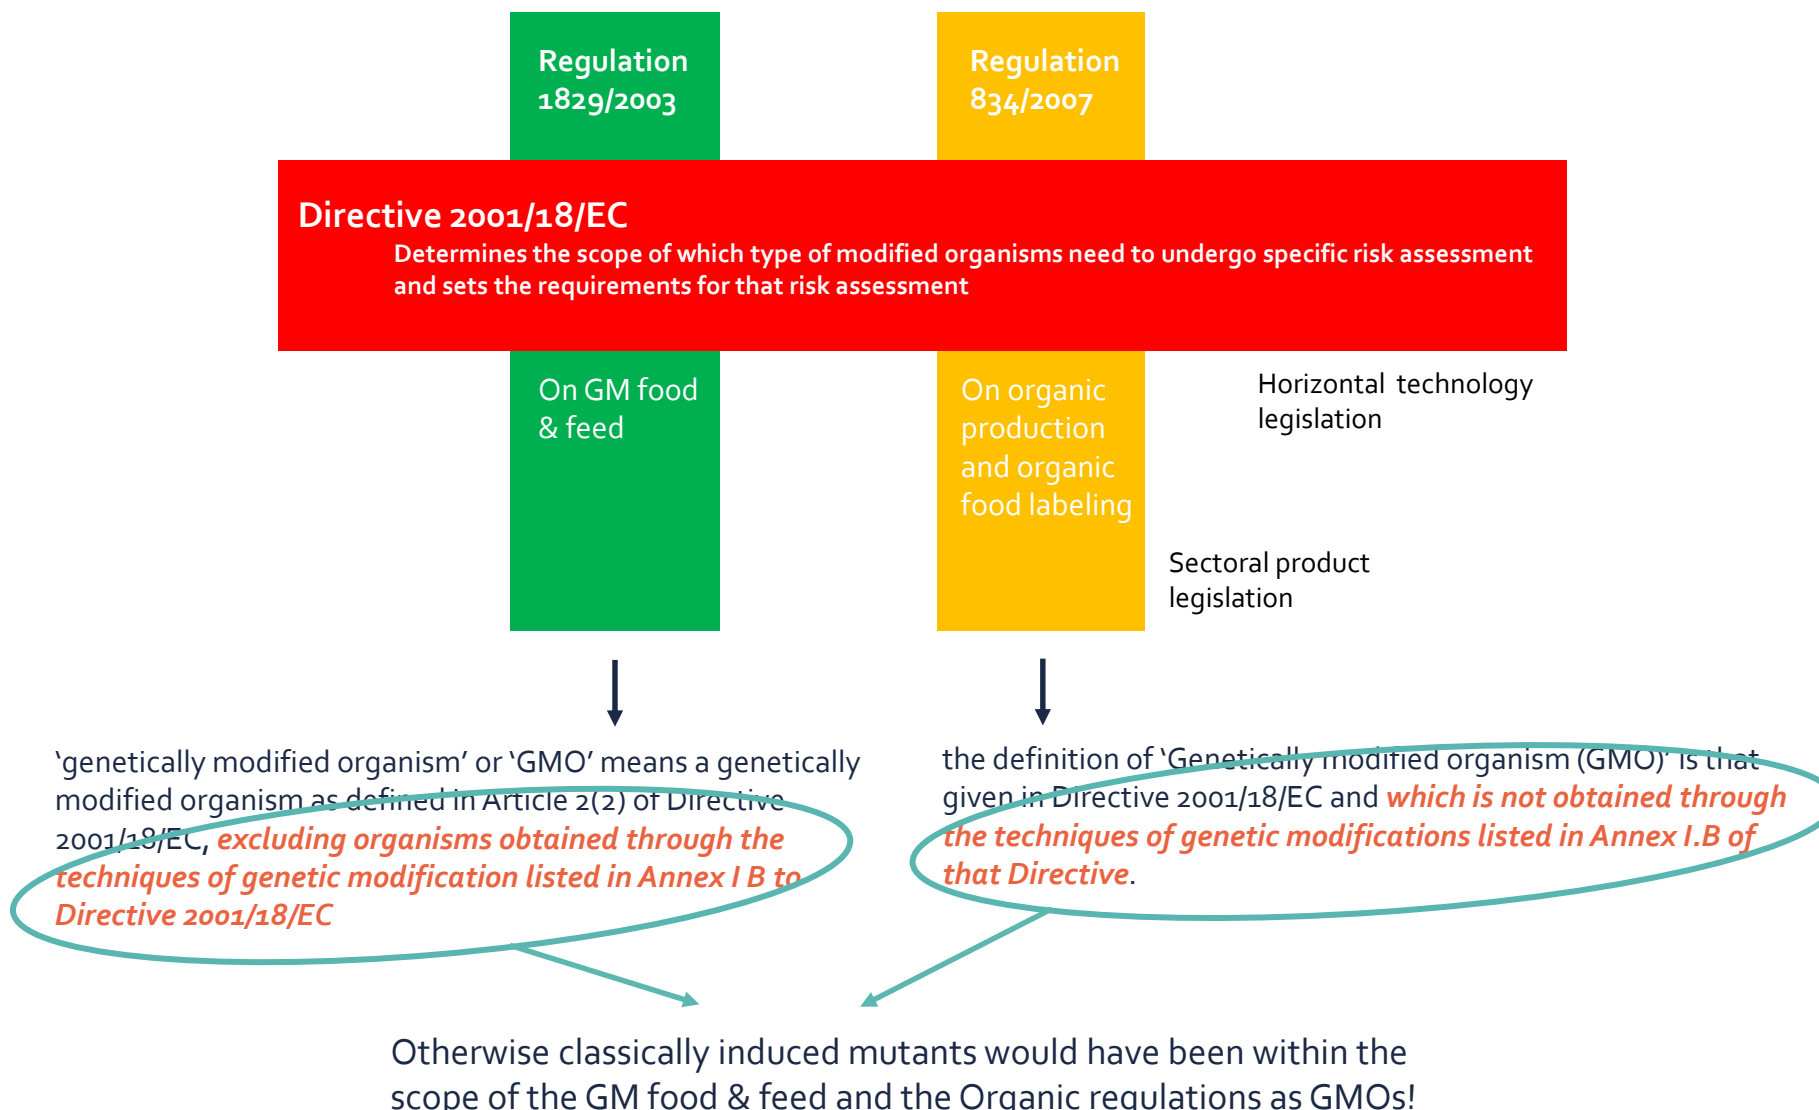 Regulation
1829/2003
Regulation
834/2007
Directive 2001/18/EC
Determines the scope of which type of modified organisms need to undergo specific risk assessment
and sets the requirements for that risk assessment
On GM food
& feed
On organic
production
and organic
food labeling
Horizontal technology
legislation
Sectoral product
legislation
‘genetically modified organism’ or ‘GMO’ means a genetically
modified organism as defined in Article 2(2) of Directive
2001/18/EC, excluding organisms obtained through the
techniques of genetic modification listed in Annex I B to
Directive 2001/18/EC
the definition of ‘Genetically modified organism (GMO)’ is that
given in Directive 2001/18/EC and which is not obtained through
the techniques of genetic modifications listed in Annex I.B of
that Directive.
Otherwise classically induced mutants would have been within the
scope of the GM food & feed and the Organic regulations as GMOs!